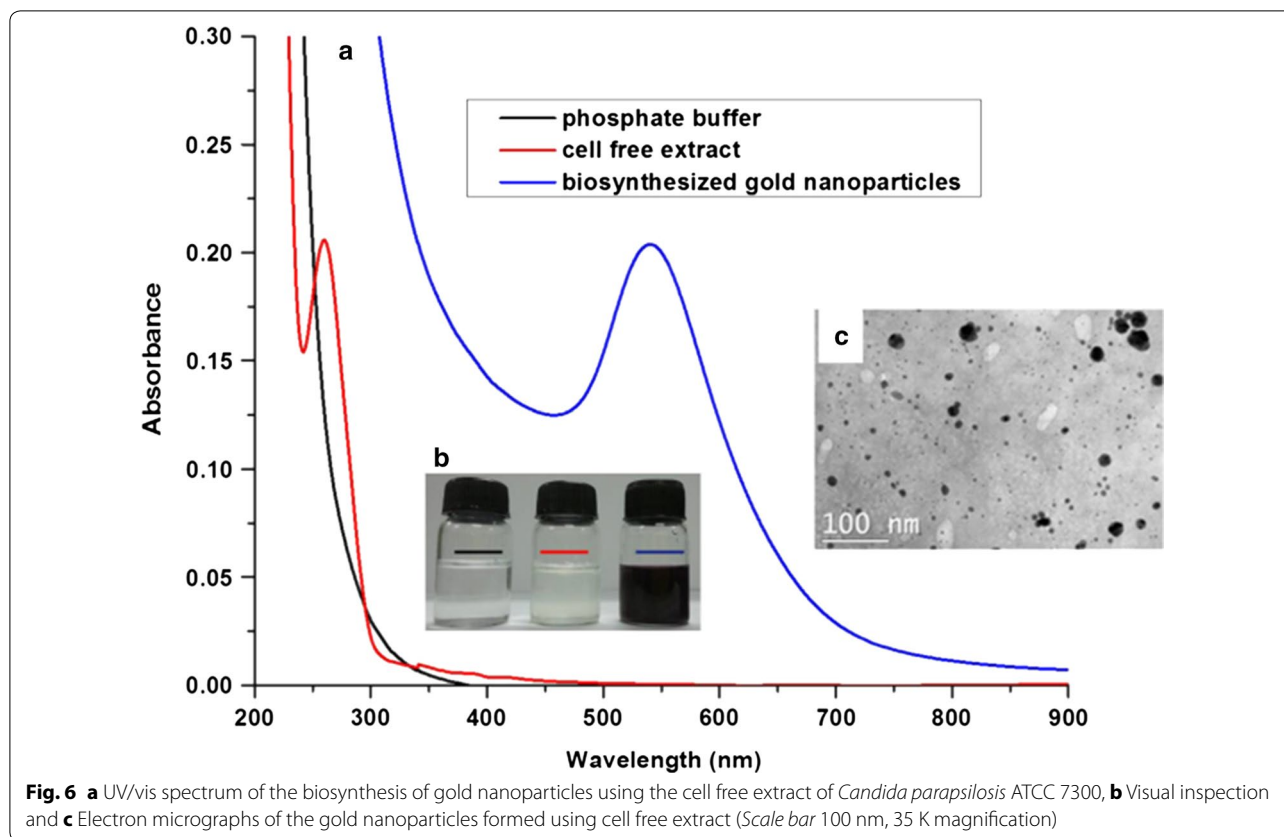 0.30
0.25
0.20
0.15
0.10
0.05
0.00
Absorbance
a
phosphate buffer
cell free extract
biosynthesized gold nanoparticles
b
c
100 nm
200 300 400 500 600 700 800 900
Wavelength (nm)
Fig. 6 a UV/vis spectrum of the biosynthesis of gold nanoparticles using the cell free extract of Candida parapsilosis ATCC 7300, b Visual inspection
and c Electron micrographs of the gold nanoparticles formed using cell free extract (Scale bar 100 nm, 35 K magnification)